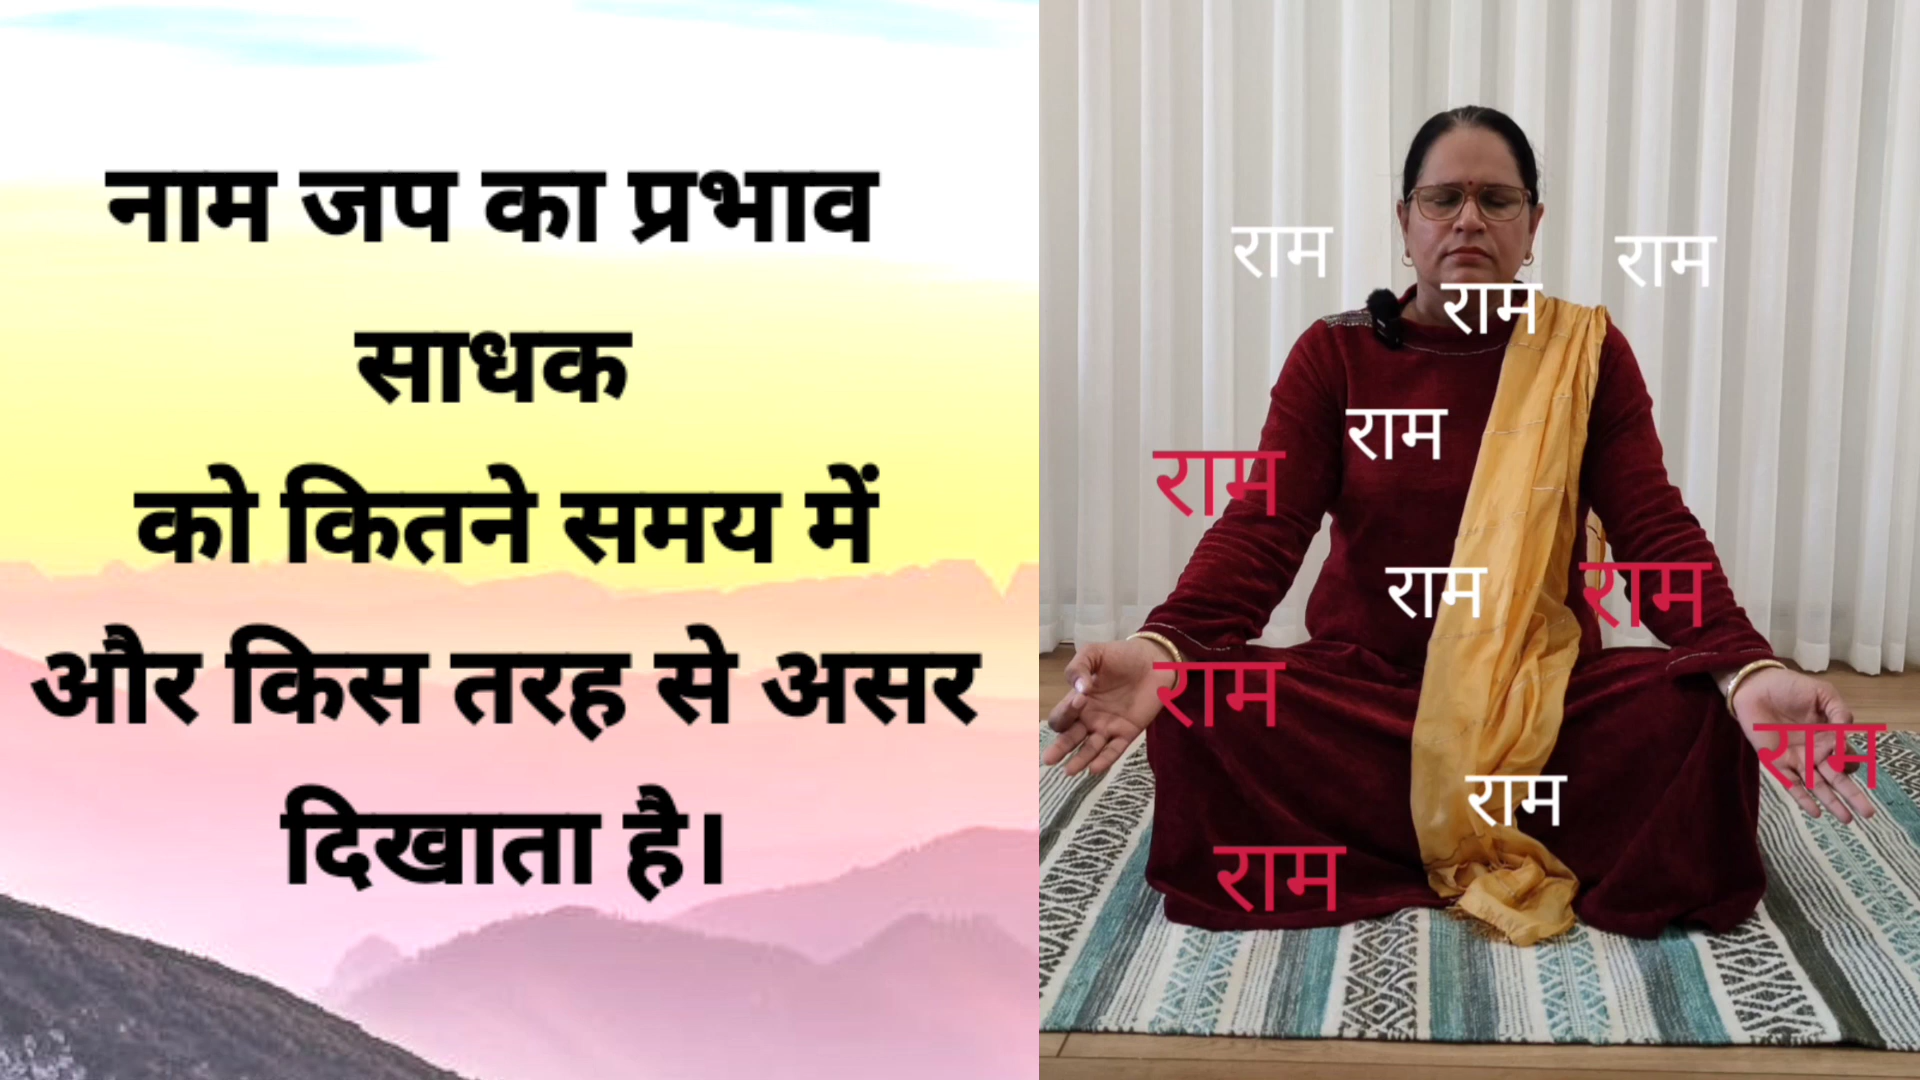 नाम जप का प्रभाव
साधक
को कितने समय में
और किस तरह से असर
दिखाता है।
राम
राम
राम
राम
राम
राम
राम
राम
राम
राम
राम